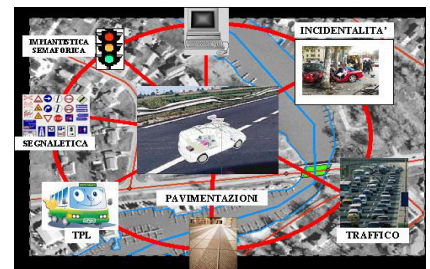 IMPIANTISTICA
SEMAFORICA
INCIDENTALITA'
SEGNALETICA
PAVIMENTAZIONI
TPL
TRAFFICO